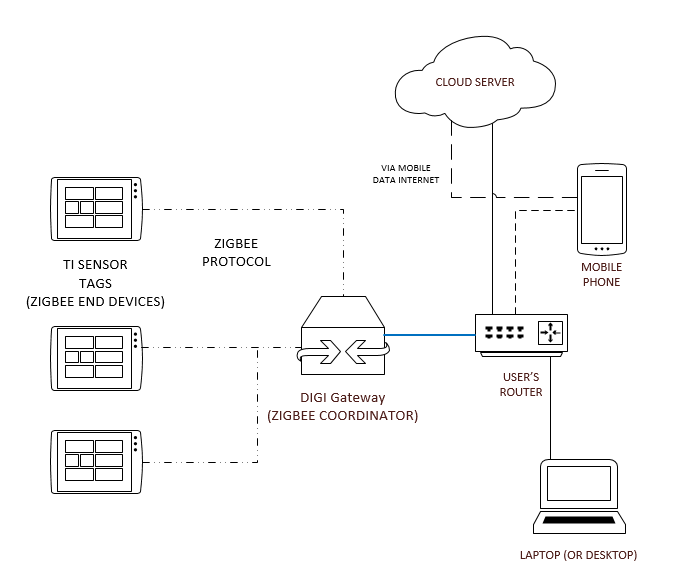 CLOUD SERVER
VIA MOBILE
DATA INTERNET
ZIGBEE
PROTOCOL
TI SENSOR
TAGS
(ZIGBEE END DEVICES)
MOBILE
PHONE
USER'S
ROUTER
DIGI Gateway
(ZIGBEE COORDINATOR)
LAPTOP (OR DESKTOP)